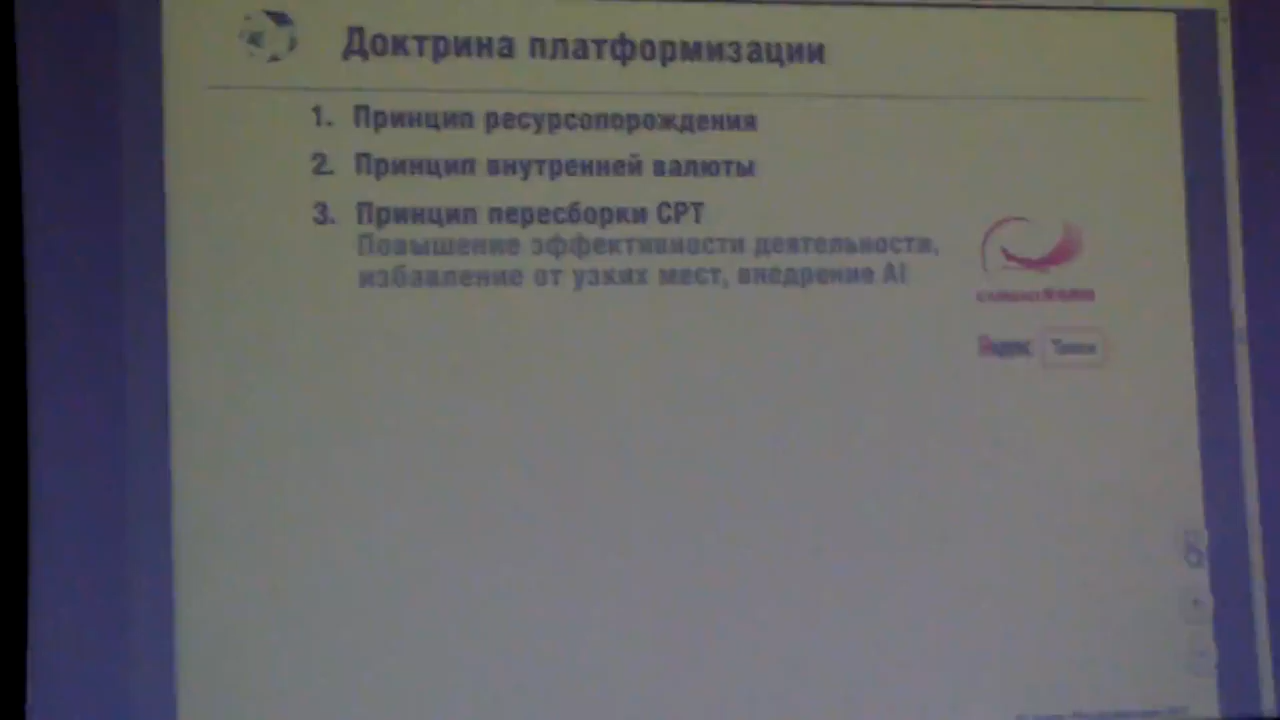 Доктрина платформизации
1. Принцип ресурсопорождения
2. Принцип внутренней валюты
3. Принцип пересборки СРТ
Повышение эффективности деятельности,
избавление от узких мест, внедрение AI
Яндекс Такси